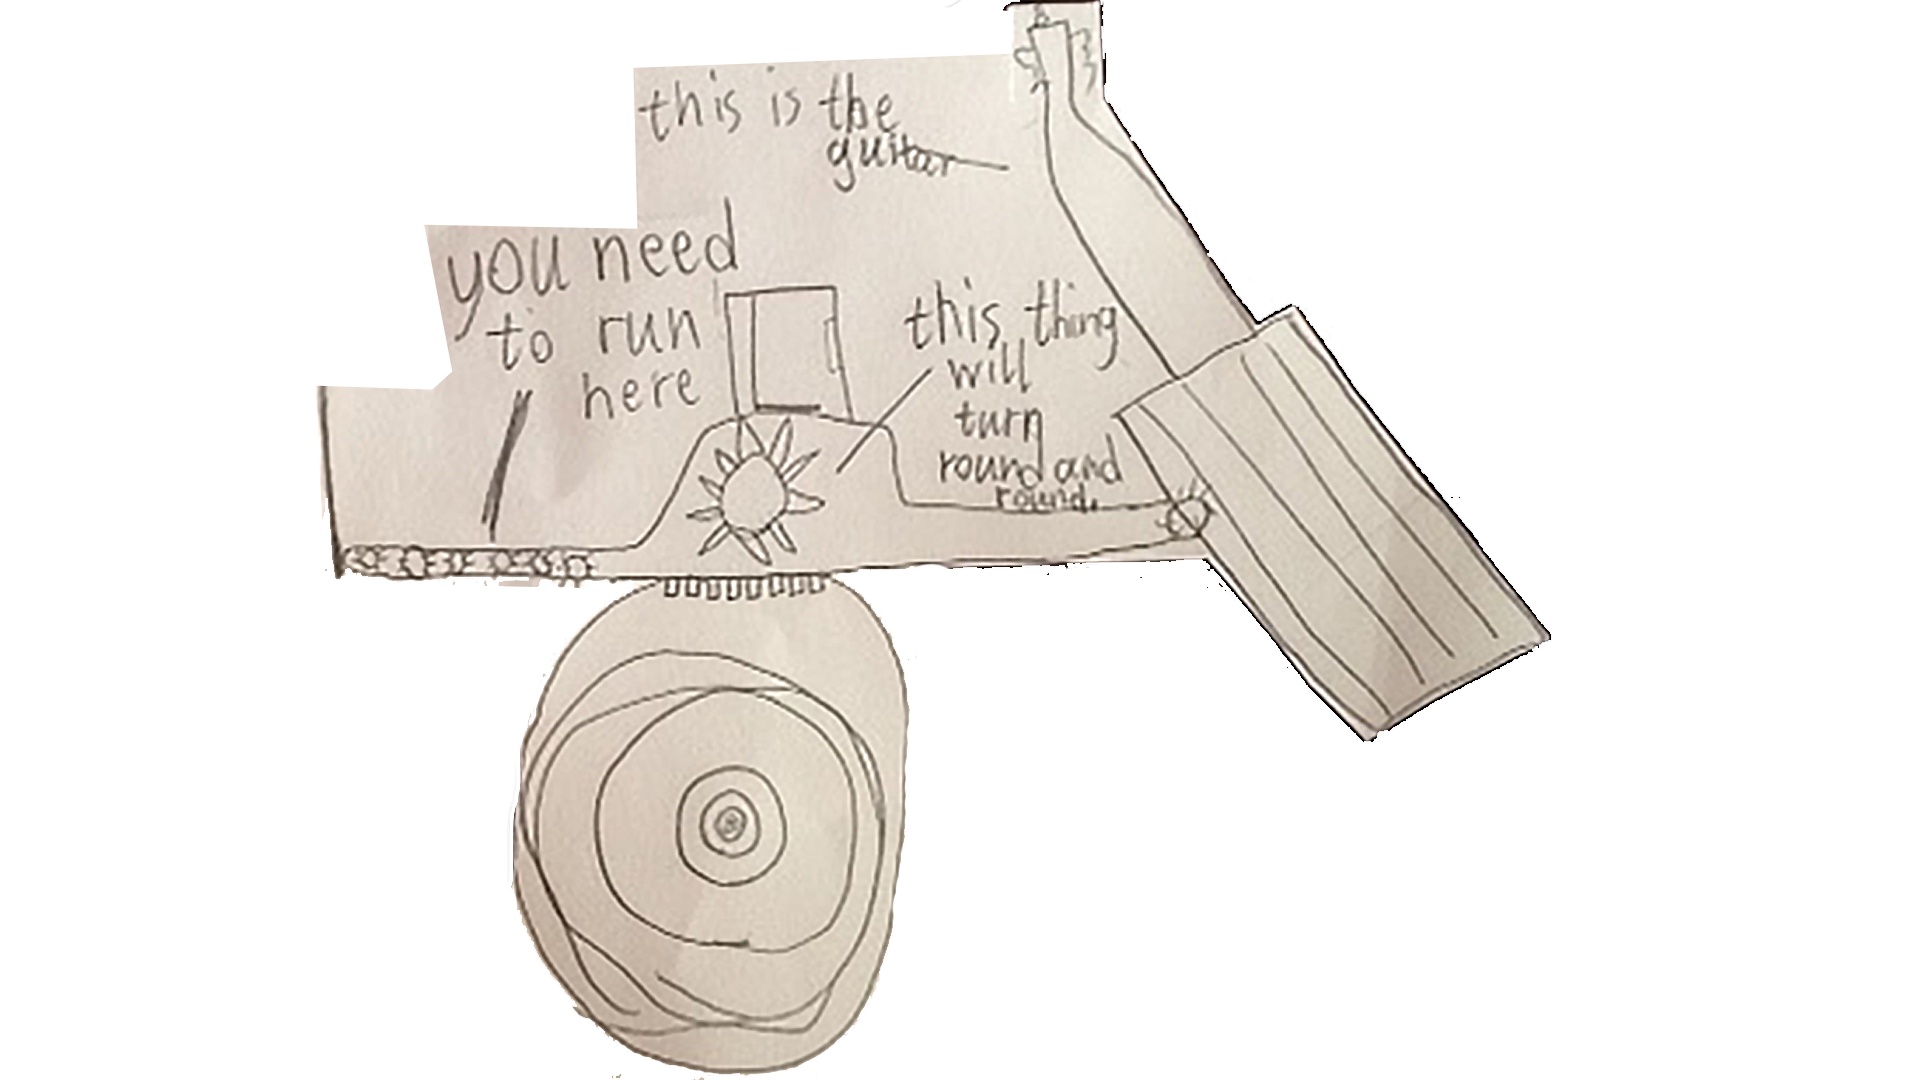 this is the
guitar
you need
to run
here
this thing
will
turn
round and
round.